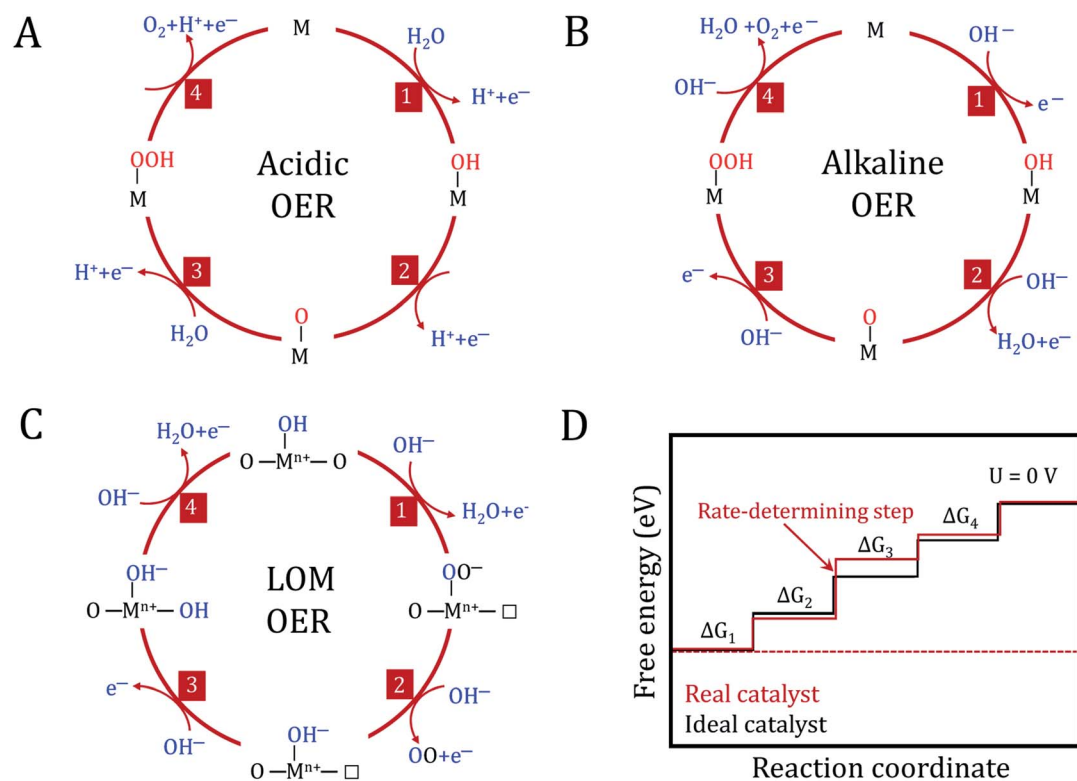 A
O₂+H⁺+e⁻
M
H₂O
4
1
H⁺+e⁻
OOH
M
Acidic
OER
OH
M
H⁺+e⁻
3
2
H₂O
O
M
H⁺+e⁻
B
H₂O +O₂+e⁻
M
OH⁻
OH⁻
4
1
e⁻
OOH
M
Alkaline
OER
OH
M
e⁻
3
2
OH⁻
OH⁻
O
M
H₂O+e⁻
C
H₂O+e⁻
OH
O —Mⁿ⁺— O
OH⁻
OH⁻
4
1
H₂O+e⁻
OH⁻
O —Mⁿ⁺— OH
LOM
OER
OO⁻
O —Mⁿ⁺— □
e⁻
3
2
OH⁻
OH⁻
OH⁻
O —Mⁿ⁺— □
OO+e⁻
D
Free energy (eV)
U = 0 V
Rate-determining step
ΔG₄
ΔG₃
ΔG₂
ΔG₁
Real catalyst
Ideal catalyst
Reaction coordinate